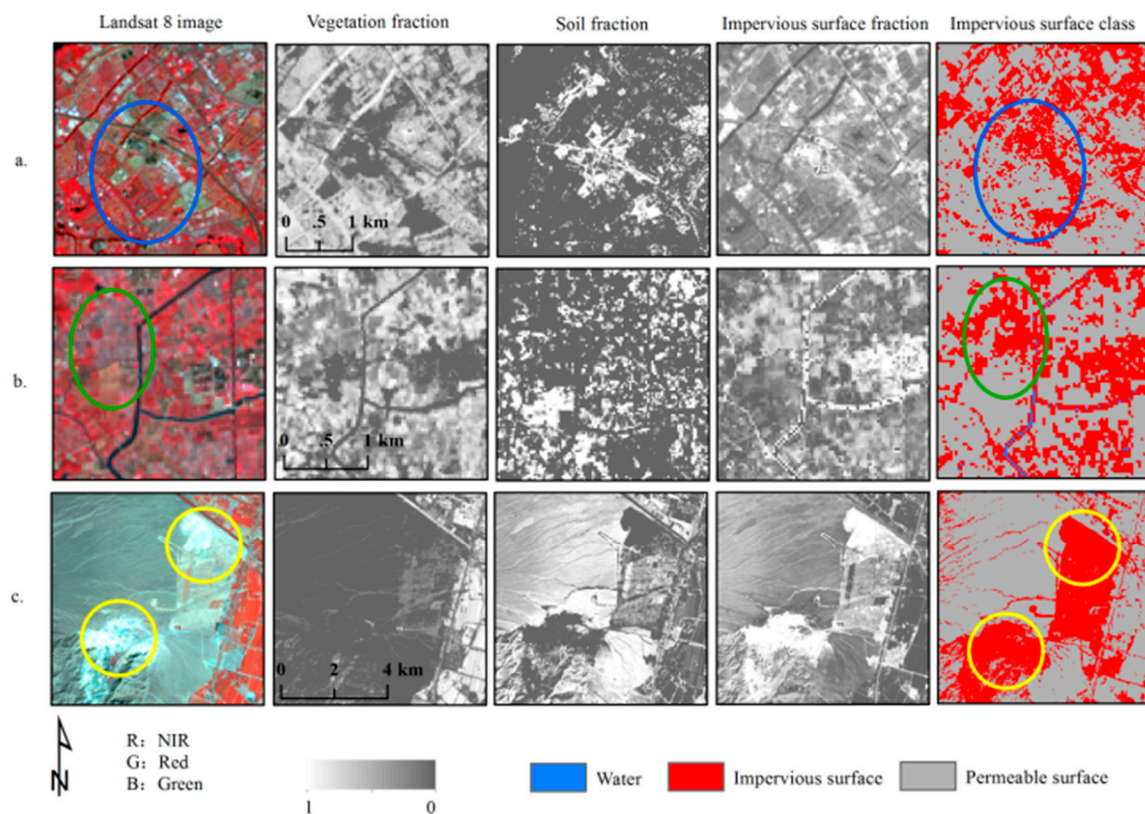 Landsat 8 image
Vegetation fraction
Soil fraction
Impervious surface fraction
Impervious surface class
a.
0 .5 1 km
b.
0 .5 1 km
c.
0 2 4 km
N
R: NIR
G: Red
B: Green
1 0
Water
Impervious surface
Permeable surface